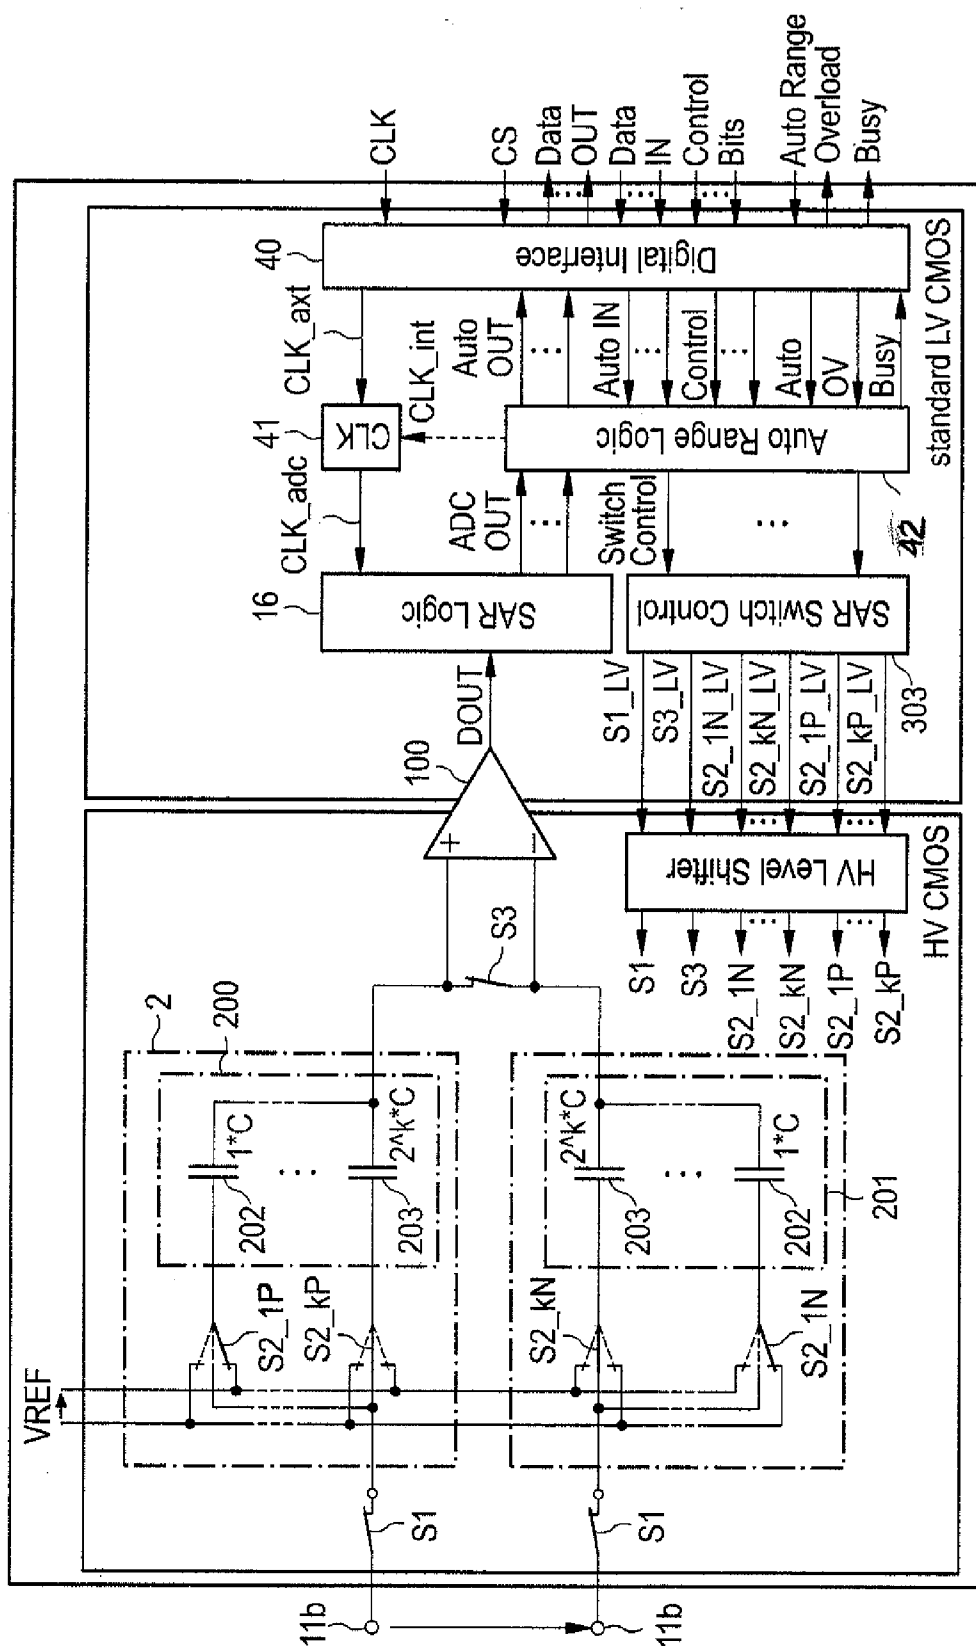 VREF
11b
S1
11b
S1
2
200
1*C
202
...
2^k*C
203
S2_1P
S2_kP
S2_kN
2^k*C
203
...
1*C
202
201
S2_1N
S3
+
−
100
DOUT
HV Level Shifter
S1
S3
S2_1N
...
S2_kN
S2_1P
...
S2_kP
HV CMOS
S1_LV
S3_LV
S2_1N_LV
...
S2_kN_LV
S2_1P_LV
...
S2_kP_LV
303
SAR Switch Control
16
SAR Logic
CLK_adc
41
CLK
CLK_axt
CLK_int
ADC
OUT
...
Switch
Control
...
42
Auto Range Logic
Auto
OUT
...
Auto IN
...
Control
...
Auto
OV
Busy
40
Digital Interface
standard LV CMOS
CLK
CS
Data
...
OUT
Data
...
IN
Control
...
Bits
Auto Range
Overload
Busy